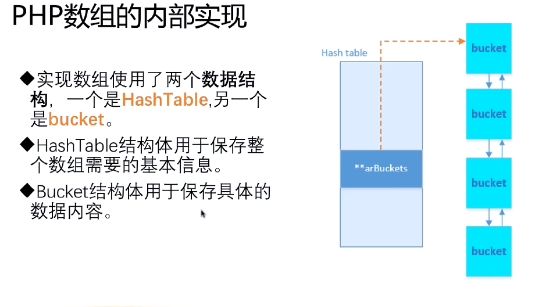 PHP数组的内部实现
◆实现数组使用了两个数据结
构，一个是HashTable,另一个
是bucket。
◆HashTable结构体用于保存整
个数组需要的基本信息。
◆Bucket结构体用于保存具体的
数据内容。
Hash table
**arBuckets
bucket
bucket
bucket
bucket